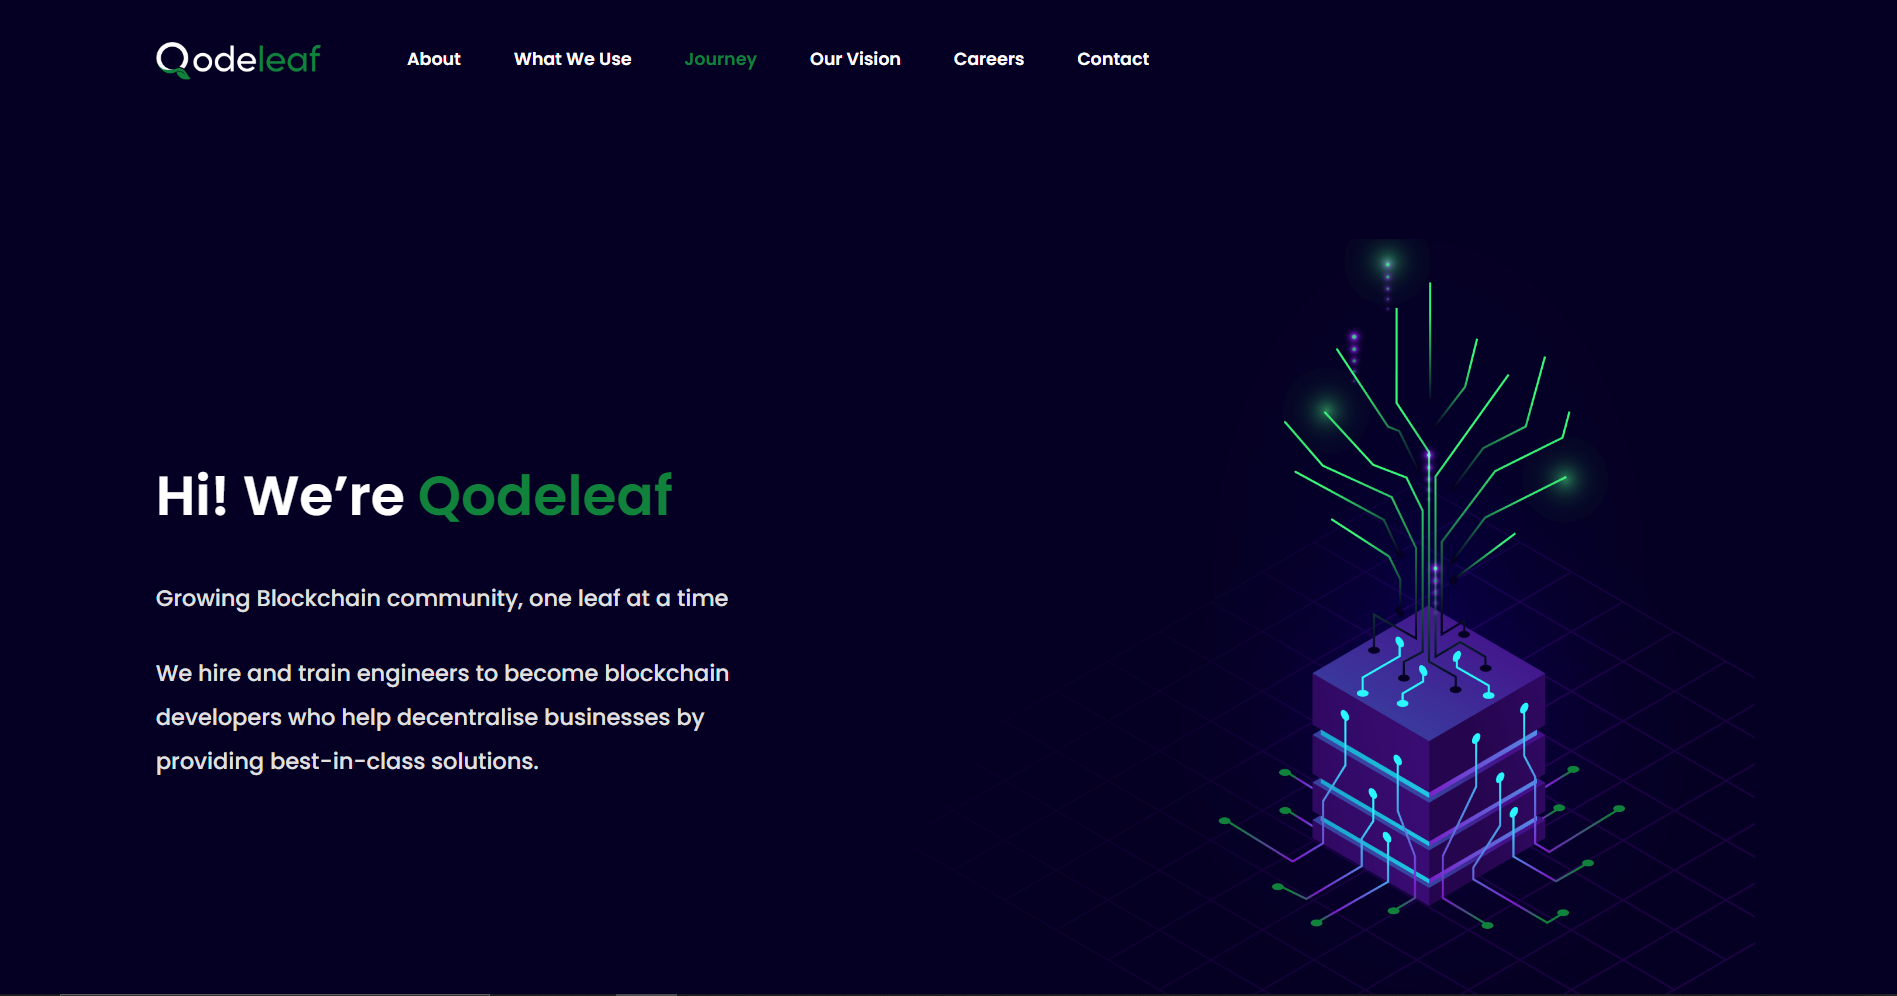 Qodeleaf About What We Use Journey Our Vision Careers Contact
Hi! We’re Qodeleaf
Growing Blockchain community, one leaf at a time
We hire and train engineers to become blockchain
developers who help decentralise businesses by
providing best-in-class solutions.